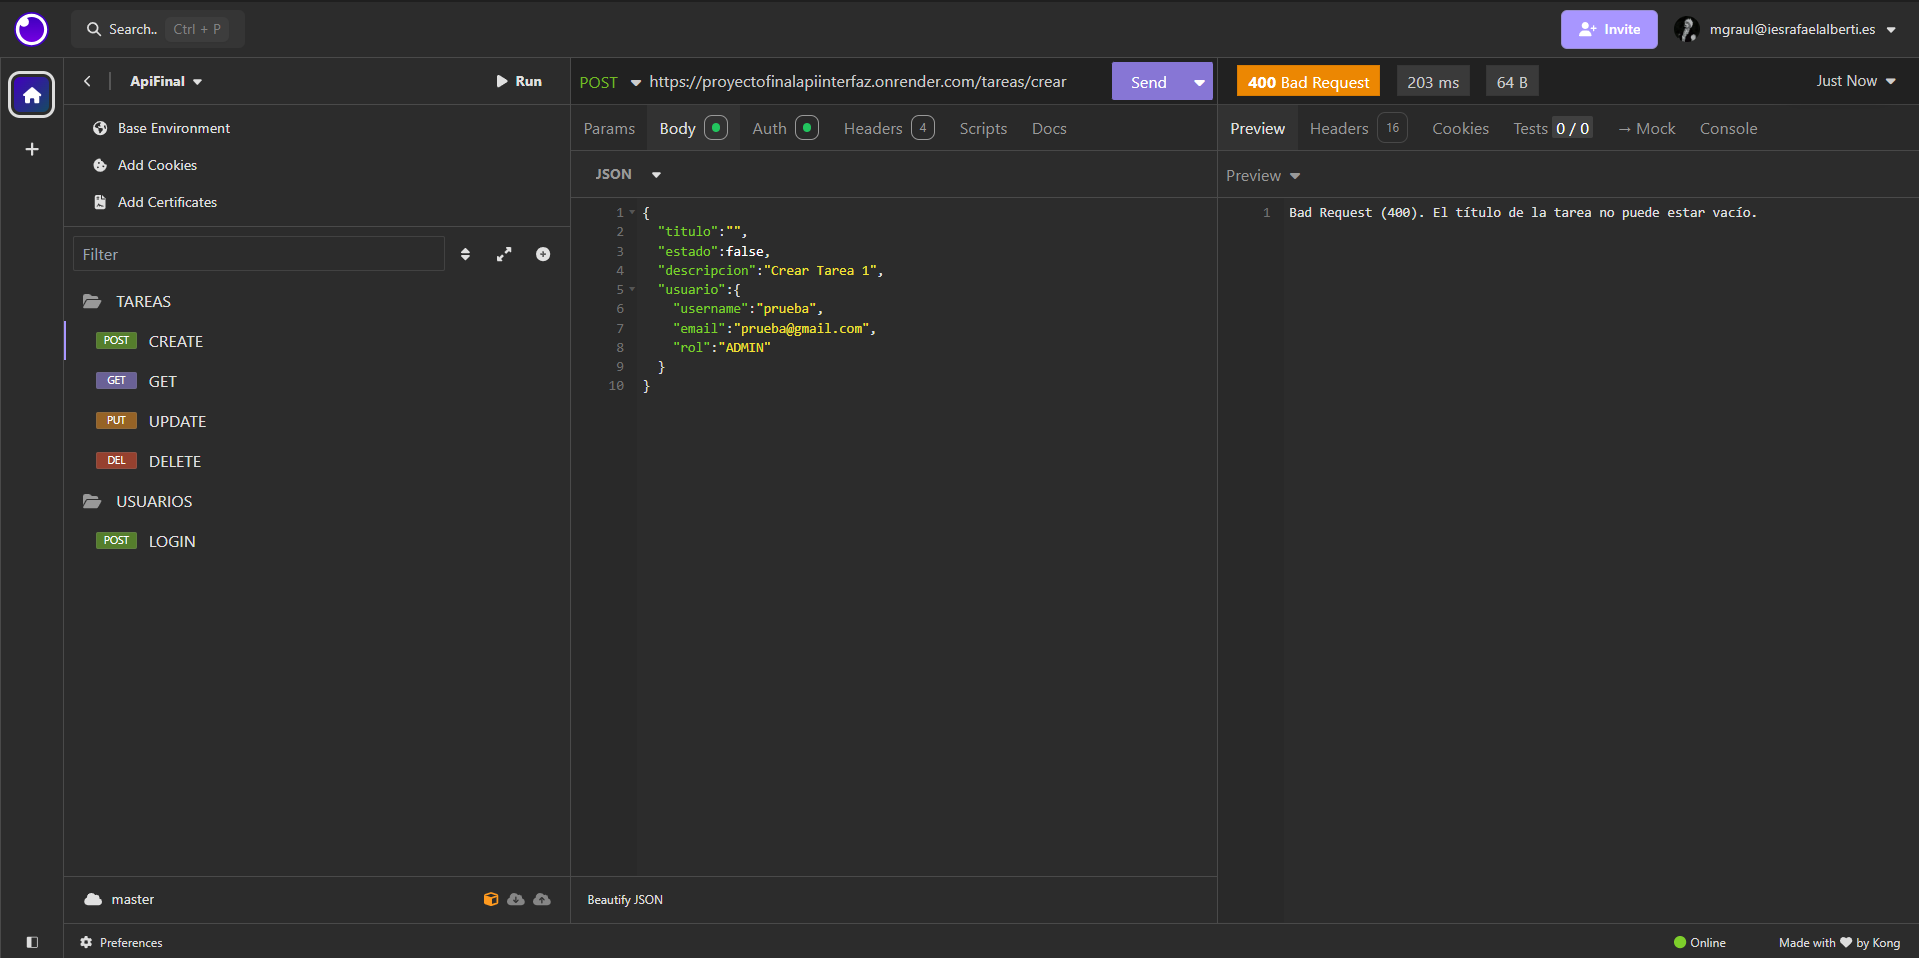 Search.. Ctrl + P
Invite
mgraul@iesrafaelalberti.es
ApiFinal
Run
Base Environment
Add Cookies
Add Certificates
Filter
TAREAS
POST CREATE
GET GET
PUT UPDATE
DEL DELETE
USUARIOS
POST LOGIN
master
POST https://proyectofinalapiinterfaz.onrender.com/tareas/crear Send
Params Body Auth Headers 4 Scripts Docs
JSON
1 {
2 "titulo":"",
3 "estado":false,
4 "descripcion":"Crear Tarea 1",
5 "usuario":{
6 "username":"prueba",
7 "email":"prueba@gmail.com",
8 "rol":"ADMIN"
9 }
10 }
Beautify JSON
400 Bad Request 203 ms 64 B Just Now
Preview Headers 16 Cookies Tests 0 / 0 → Mock Console
Preview
1 Bad Request (400). El título de la tarea no puede estar vacío.
Preferences
Online
Made with ♥ by Kong